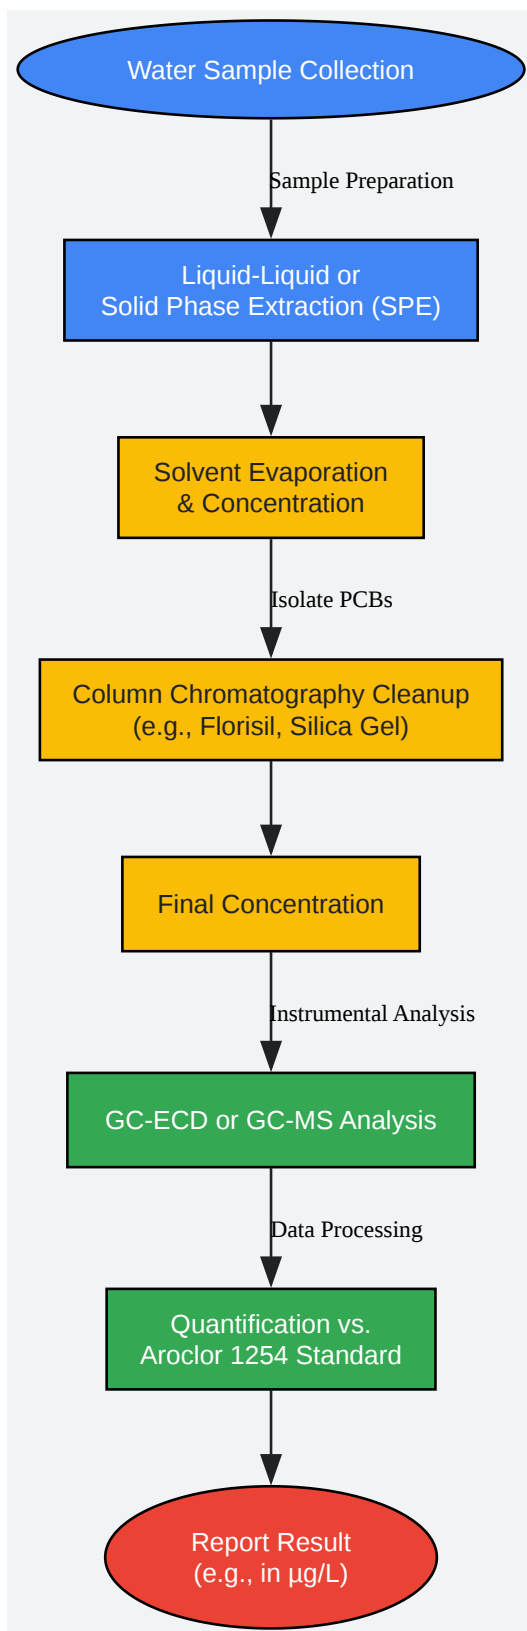 Water Sample Collection
Sample Preparation
Liquid-Liquid or
Solid Phase Extraction (SPE)
Solvent Evaporation
& Concentration
Isolate PCBs
Column Chromatography Cleanup
(e.g., Florisil, Silica Gel)
Final Concentration
Instrumental Analysis
GC-ECD or GC-MS Analysis
Data Processing
Quantification vs.
Aroclor 1254 Standard
Report Result
(e.g., in µg/L)